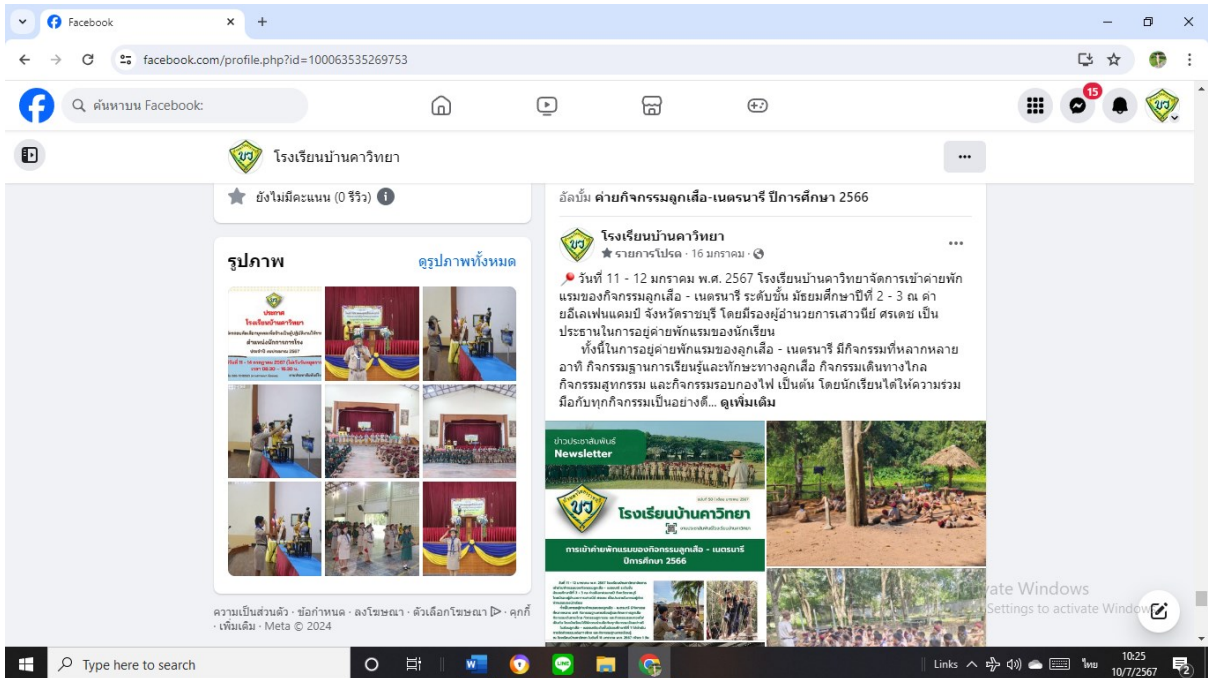 Facebook
facebook.com/profile.php?id=100063535269753
ค้นหาบน Facebook:
15
บว
โรงเรียนบ้านคาวิทยา
ยังไม่มีคะแนน (0 รีวิว)
รูปภาพ
ดูรูปภาพทั้งหมด
ประกาศ
โรงเรียนบ้านคาวิทยา
ความเป็นส่วนตัว · ข้อกำหนด · ลงโฆษณา · ตัวเลือกโฆษณา · คุกกี้
· เพิ่มเติม · Meta © 2024
อัลบั้ม ค่ายกิจกรรมลูกเสือ-เนตรนารี ปีการศึกษา 2566
โรงเรียนบ้านคาวิทยา
รายการโปรด · 16 มกราคม ·
วันที่ 11 - 12 มกราคม พ.ศ. 2567 โรงเรียนบ้านคาวิทยาจัดการเข้าค่ายพัก
แรมของกิจกรรมลูกเสือ - เนตรนารี ระดับชั้น มัธยมศึกษาปีที่ 2 - 3 ณ ค่า
ยอีเลเฟนแคมป์ จังหวัดราชบุรี โดยมีรองผู้อำนวยการเสาวนีย์ ศรเดช เป็น
ประธานในการอยู่ค่ายพักแรมของนักเรียน
ทั้งนี้ในการอยู่ค่ายพักแรมของลูกเสือ - เนตรนารี มีกิจกรรมที่หลากหลาย
อาทิ กิจกรรมฐานการเรียนรู้และทักษะทางลูกเสือ กิจกรรมเดินทางไกล
กิจกรรมสูทกรรม และกิจกรรมรอบกองไฟ เป็นต้น โดยนักเรียนได้ให้ความร่วม
มือกับทุกกิจกรรมเป็นอย่างดี... ดูเพิ่มเติม
ข่าวประชาสัมพันธ์
Newsletter
บว
โรงเรียนบ้านคาวิทยา
การเข้าค่ายพักแรมของกิจกรรมลูกเสือ - เนตรนารี
ปีการศึกษา 2566
vate Windows
Settings to activate Window
Type here to search
Links
ไทย
10:25
10/7/2567
2